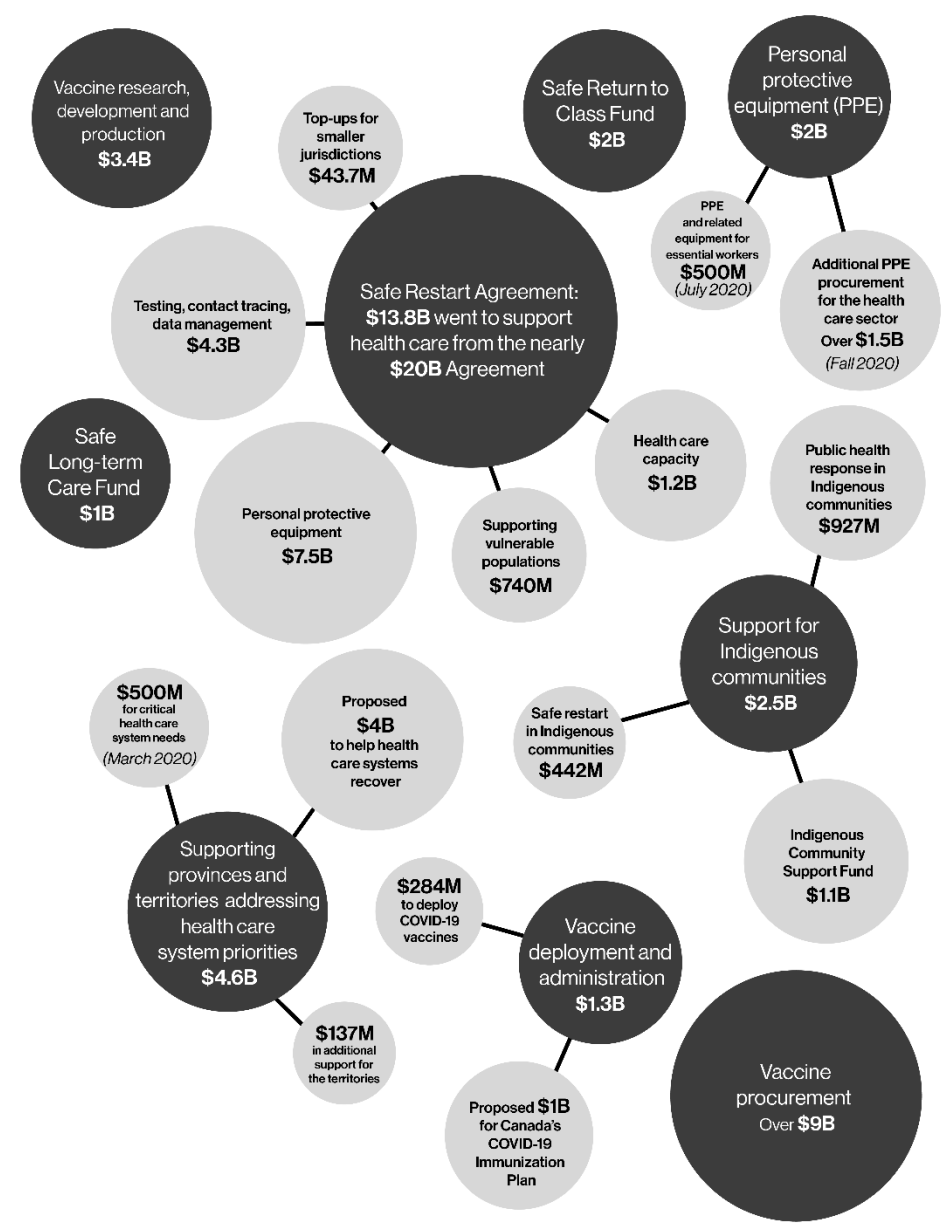 Vaccine research,
development and
production
$3.4B
Top-ups for
smaller
jurisdictions
$43.7M
Safe Return to
Class Fund
$2B
Personal
protective
equipment (PPE)
$2B
PPE
and related
equipment for
essential workers
$500M
(July 2020)
Additional PPE
procurement
for the health
care sector
Over $1.5B
(Fall 2020)
Testing, contact tracing,
data management
$4.3B
Safe Restart Agreement:
$13.8B went to support
health care from the nearly
$20B Agreement
Safe
Long-term
Care Fund
$1B
Personal protective
equipment
$7.5B
Supporting
vulnerable
populations
$740M
Health care
capacity
$1.2B
Public health
response in
Indigenous
communities
$927M
Support for
Indigenous
communities
$2.5B
Safe restart
in Indigenous
communities
$442M
Indigenous
Community
Support Fund
$1.1B
$500M
for critical
health care
system needs
(March 2020)
Proposed
$4B
to help health
care systems
recover
Supporting
provinces and
territories addressing
health care
system priorities
$4.6B
$137M
in additional
support for
the territories
$284M
to deploy
COVID-19
vaccines
Vaccine
deployment and
administration
$1.3B
Proposed $1B
for Canada's
COVID-19
Immunization
Plan
Vaccine
procurement
Over $9B